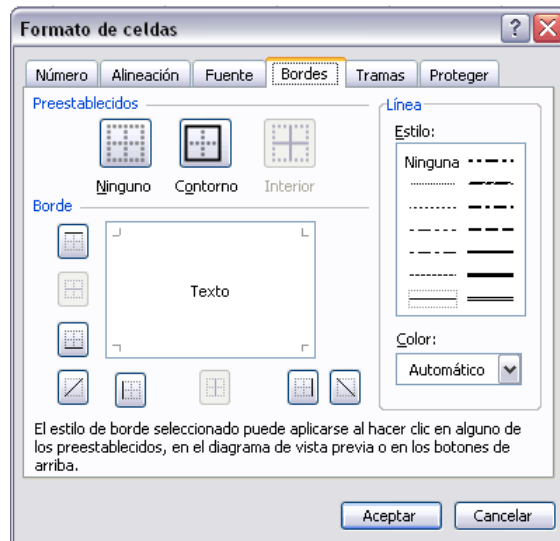 Formato de celdas
Número Alineación Fuente Bordes Tramas Proteger
Preestablecidos
Ninguno Contorno Interior
Borde
Texto
Línea
Estilo:
Ninguna
Color:
Automático
El estilo de borde seleccionado puede aplicarse al hacer clic en alguno de
los preestablecidos, en el diagrama de vista previa o en los botones de
arriba.
Aceptar Cancelar